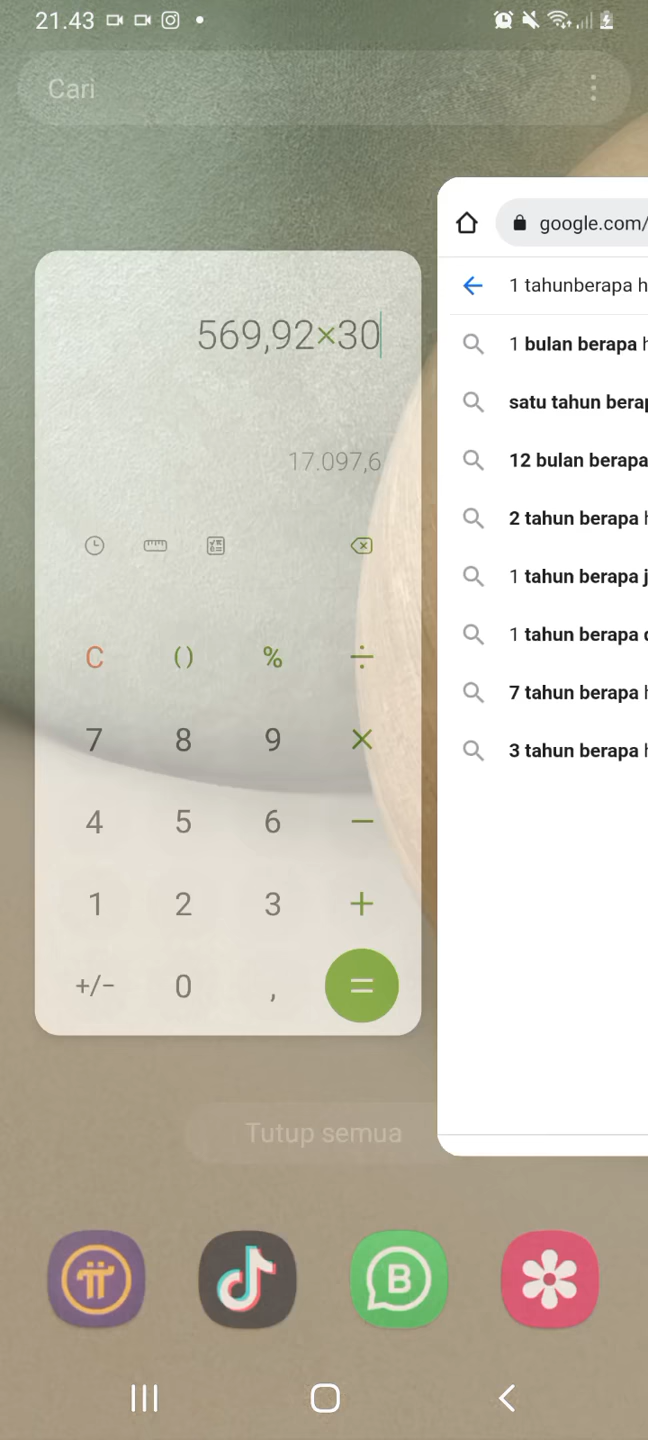 21.43
Cari
569,92×30
17.097,6
C
()
%
÷
7
8
9
×
4
5
6
−
1
2
3
+
+/−
0
,
=
google.com/
1 tahunberapa h
1 bulan berapa h
satu tahun berap
12 bulan berapa
2 tahun berapa h
1 tahun berapa j
1 tahun berapa d
7 tahun berapa h
3 tahun berapa h
Tutup semua
B